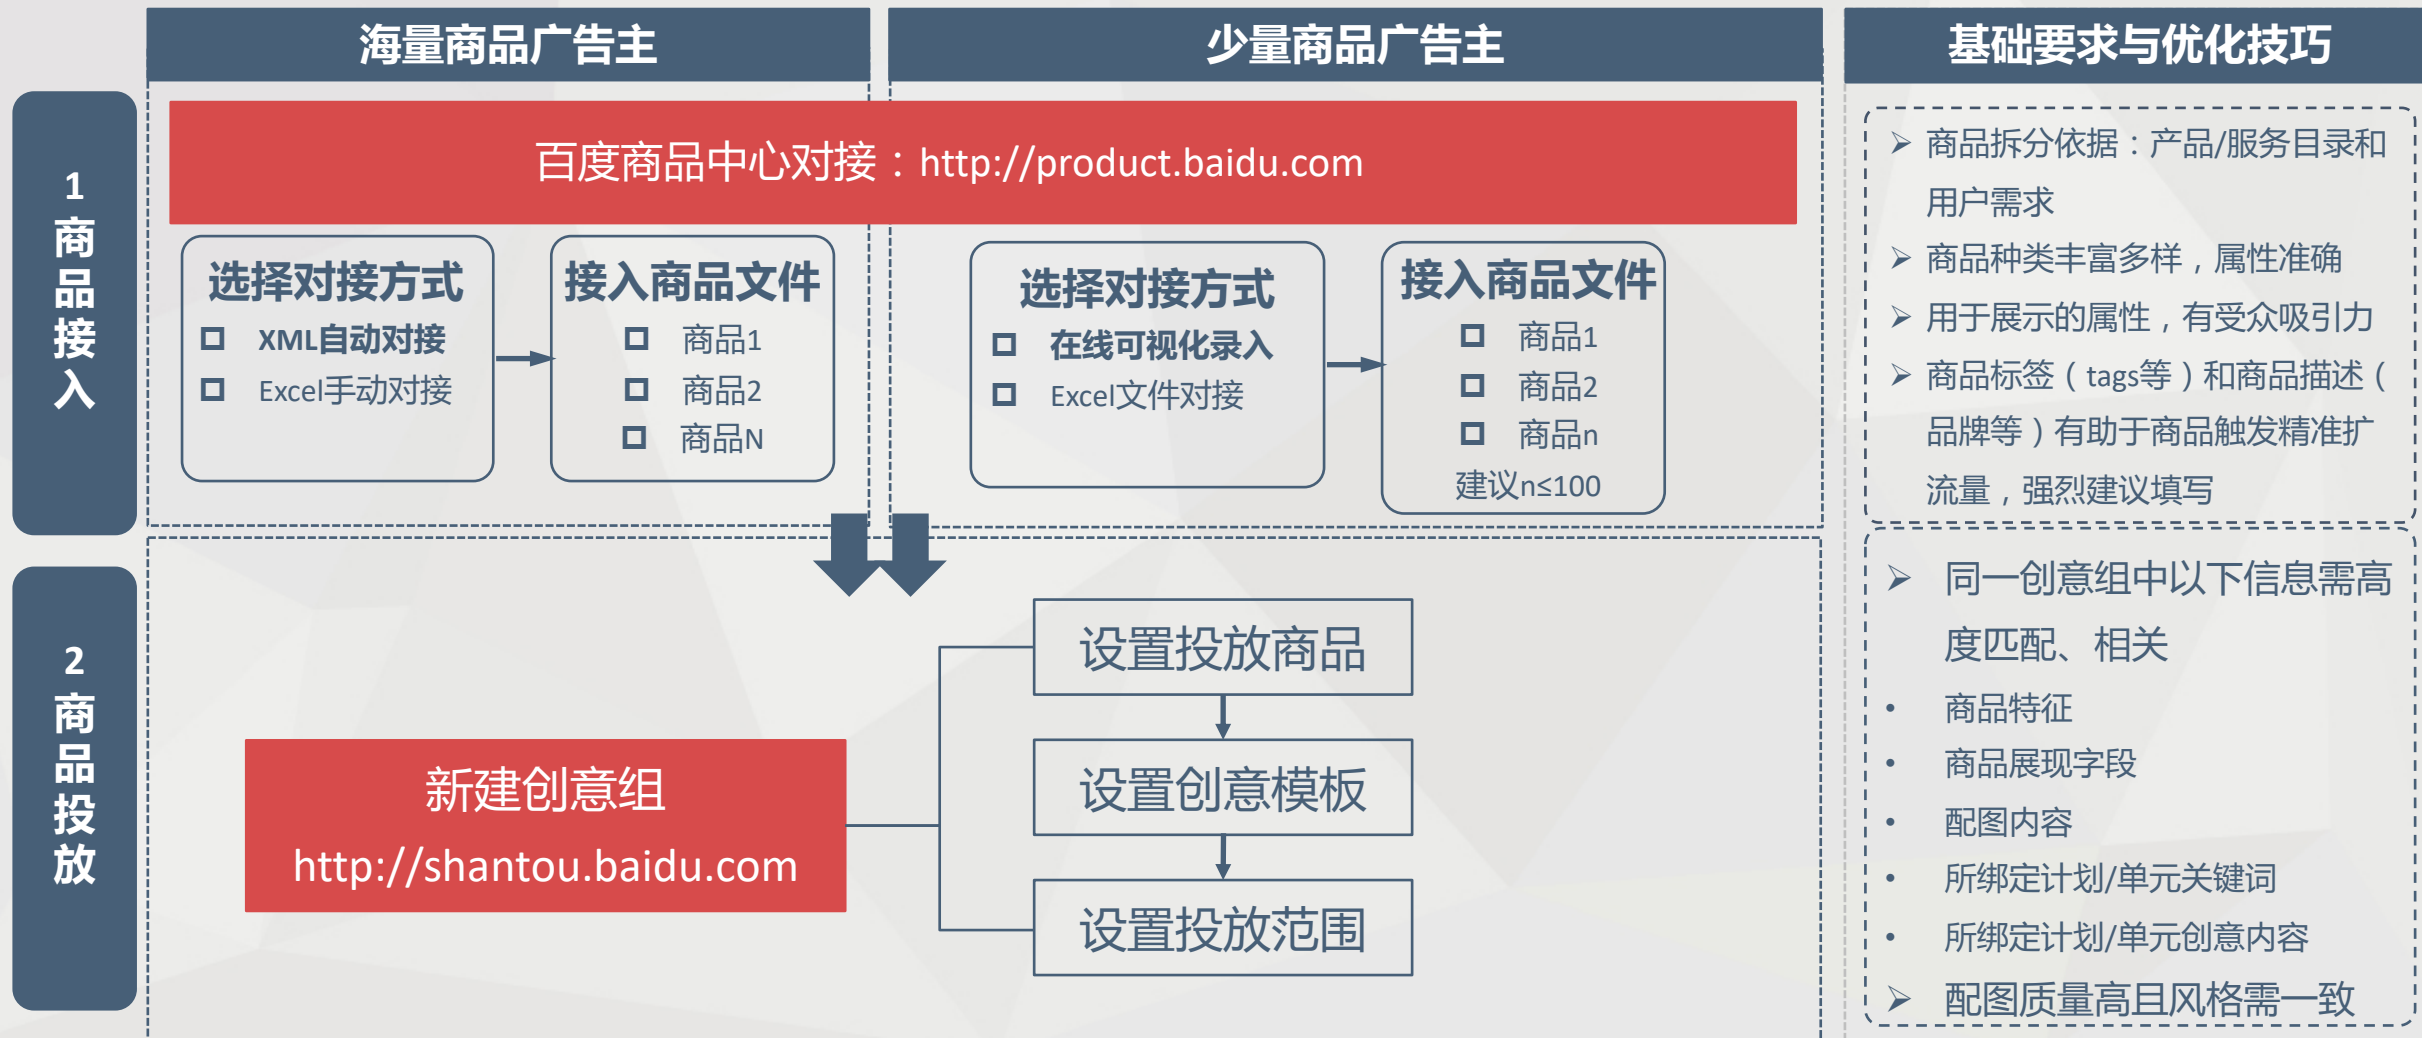 海量商品广告主
少量商品广告主
基础要求与优化技巧
1
商
品
接
入
百度商品中心对接：http://product.baidu.com
选择对接方式
XML自动对接
Excel手动对接
接入商品文件
商品1
商品2
商品N
选择对接方式
在线可视化录入
Excel文件对接
接入商品文件
商品1
商品2
商品n
建议n≤100
商品拆分依据：产品/服务目录和
用户需求
商品种类丰富多样，属性准确
用于展示的属性，有受众吸引力
商品标签（tags等）和商品描述（
品牌等）有助于商品触发精准扩
流量，强烈建议填写
2
商
品
投
放
新建创意组
http://shantou.baidu.com
设置投放商品
设置创意模板
设置投放范围
同一创意组中以下信息需高
度匹配、相关
• 商品特征
• 商品展现字段
• 配图内容
• 所绑定计划/单元关键词
• 所绑定计划/单元创意内容
配图质量高且风格需一致